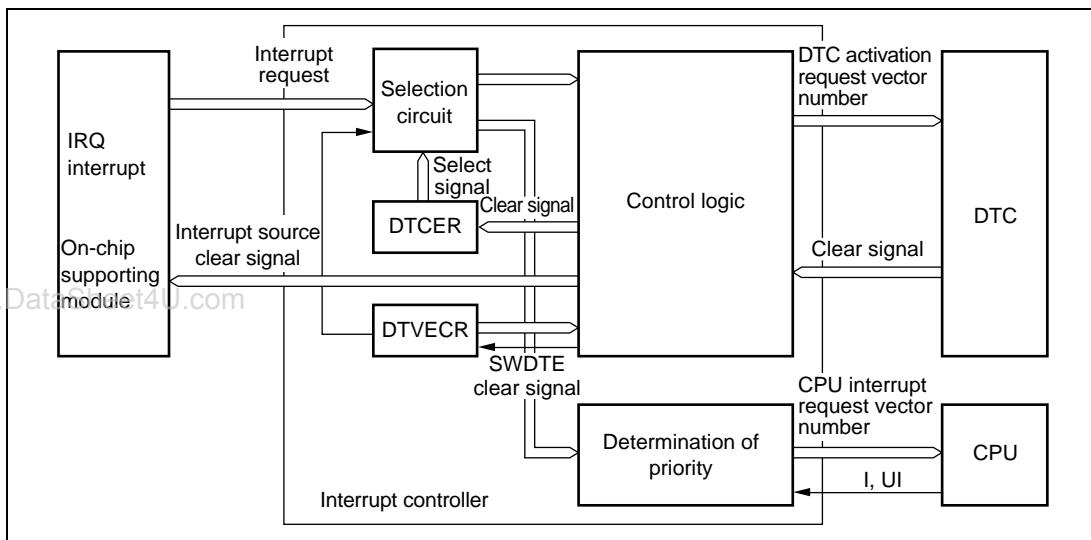 Interrupt
request
Selection
circuit
DTC activation
request vector
number
IRQ
interrupt
Select
signal
Control logic
DTC
DTCER
Clear signal
Interrupt source
clear signal
Clear signal
On-chip
supporting
module
.DataSheet4U.com
DTVECR
SWDTE
clear signal
CPU interrupt
request vector
number
Determination of
priority
CPU
I, UI
Interrupt controller